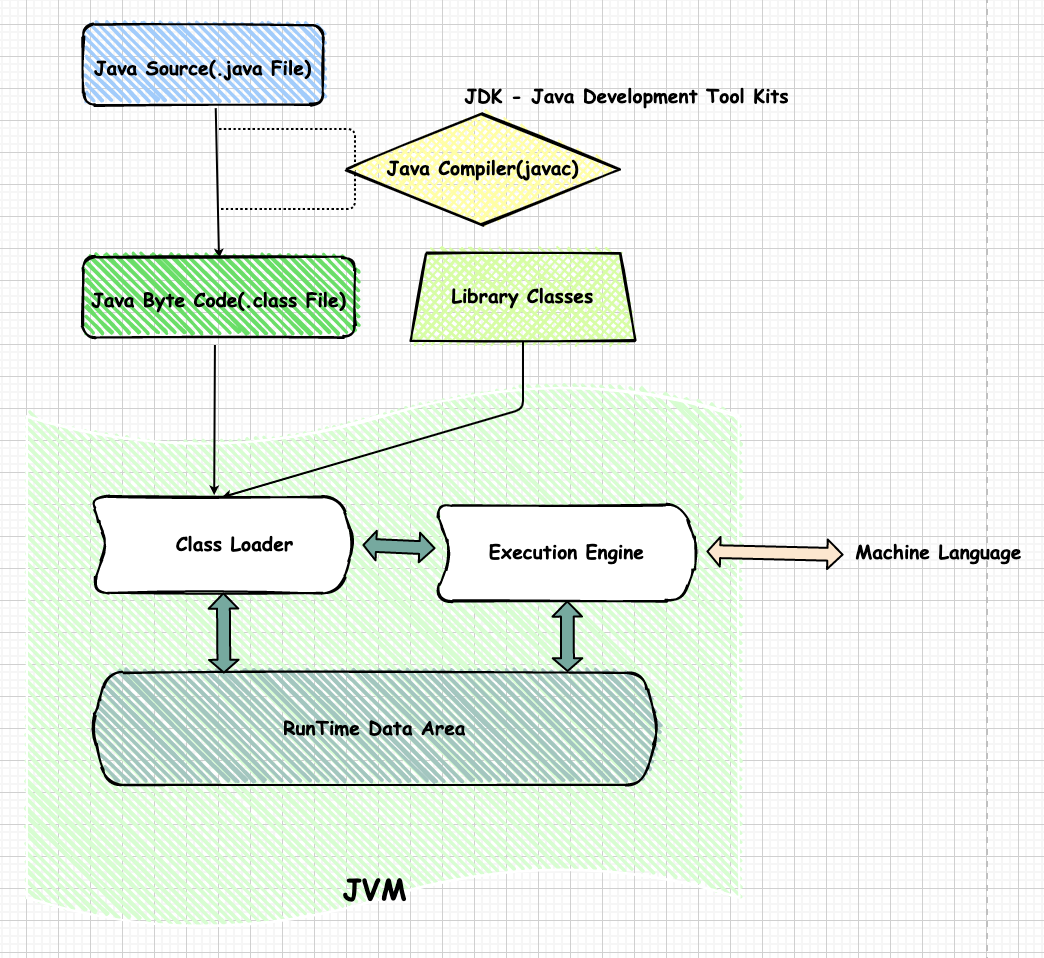 Java Source(.java File)
JDK - Java Development Tool Kits
Java Compiler(javac)
Java Byte Code(.class File)
Library Classes
Class Loader
Execution Engine
Machine Language
RunTime Data Area
JVM